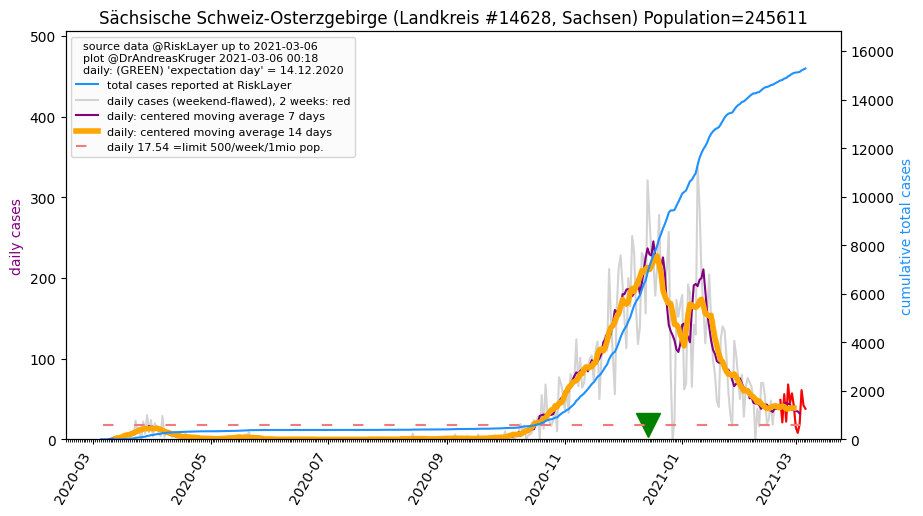 Sächsische Schweiz-Osterzgebirge (Landkreis #14628, Sachsen) Population=245611
source data @RiskLayer up to 2021-03-06
plot @DrAndreasKruger 2021-03-06 00:18
daily: (GREEN) 'expectation day' = 14.12.2020
total cases reported at RiskLayer
daily cases (weekend-flawed), 2 weeks: red
daily: centered moving average 7 days
daily: centered moving average 14 days
daily 17.54 =limit 500/week/1mio pop.
daily cases
500
400
300
200
100
0
cumulative total cases
16000
14000
12000
10000
8000
6000
4000
2000
0
2020-03
2020-05
2020-07
2020-09
2020-11
2021-01
2021-03